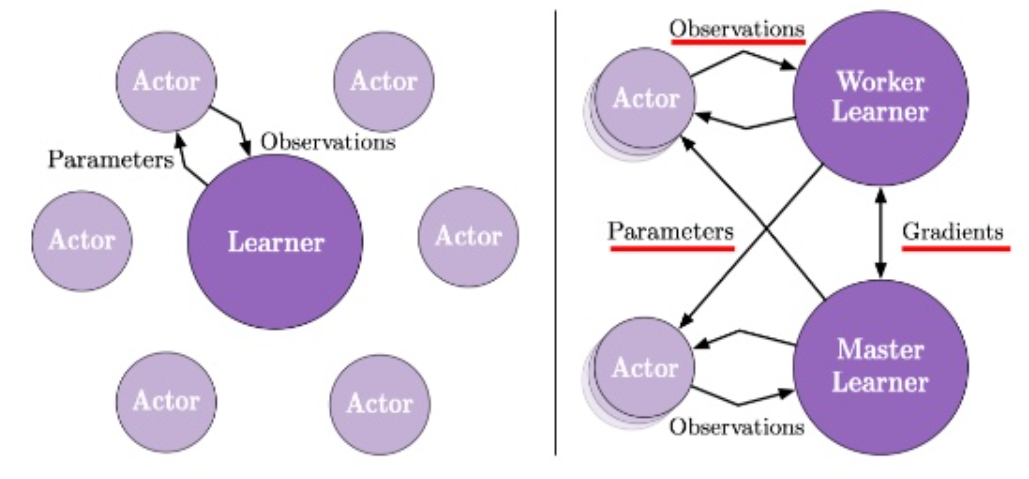 Actor
Actor
Observations
Parameters
Actor
Learner
Actor
Actor
Actor
Observations
Actor
Worker
Learner
Parameters
Gradients
Actor
Master
Learner
Observations